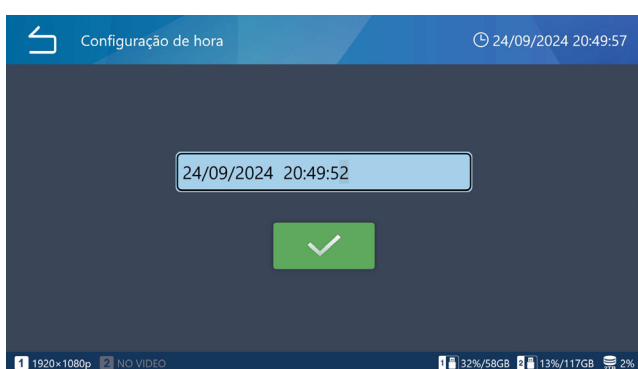 Configuração de hora 24/09/2024 20:49:57
24/09/2024 20:49:52
1 1920×1080p 2 NO VIDEO 1 32%/58GB 2 13%/117GB 2%